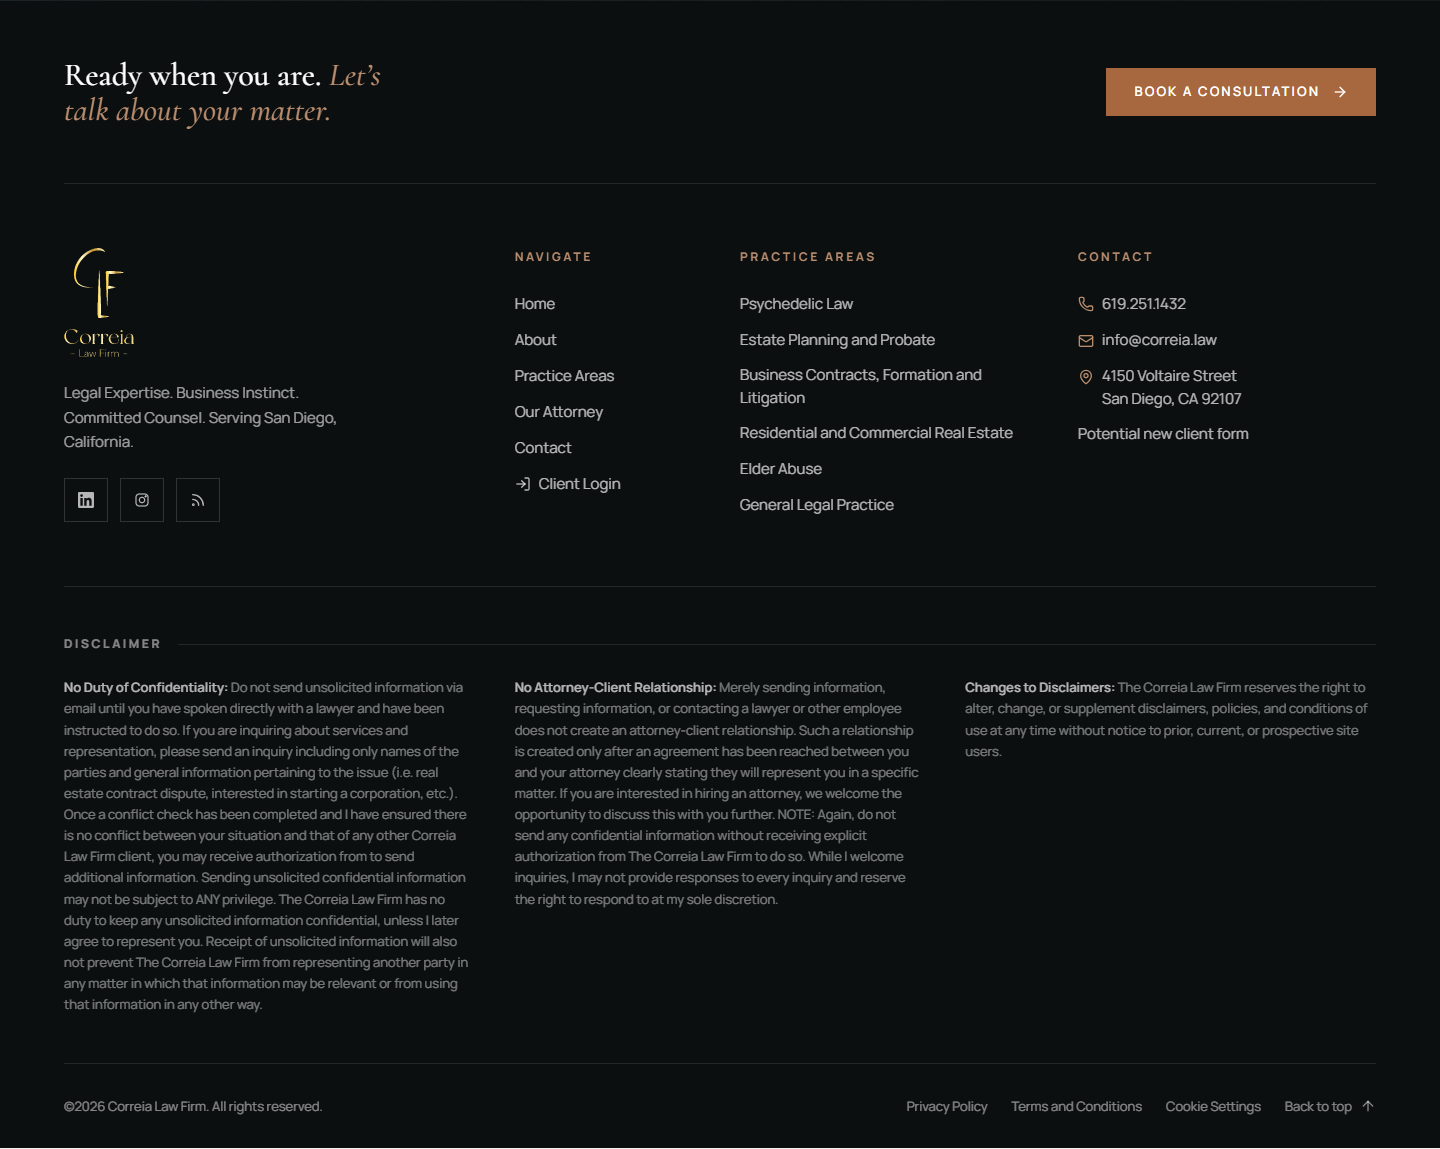 Ready when you are. Let's
talk about your matter.
BOOK A CONSULTATION
CF
Correia
- Law Firm -
Legal Expertise. Business Instinct.
Committed Counsel. Serving San Diego,
California.
NAVIGATE
Home
About
Practice Areas
Our Attorney
Contact
Client Login
PRACTICE AREAS
Psychedelic Law
Estate Planning and Probate
Business Contracts, Formation and
Litigation
Residential and Commercial Real Estate
Elder Abuse
General Legal Practice
CONTACT
619.251.1432
info@correia.law
4150 Voltaire Street
San Diego, CA 92107
Potential new client form
DISCLAIMER
No Duty of Confidentiality: Do not send unsolicited information via
email until you have spoken directly with a lawyer and have been
instructed to do so. If you are inquiring about services and
representation, please send an inquiry including only names of the
parties and general information pertaining to the issue (i.e. real
estate contract dispute, interested in starting a corporation, etc.).
Once a conflict check has been completed and I have ensured there
is no conflict between your situation and that of any other Correia
Law Firm client, you may receive authorization from to send
additional information. Sending unsolicited confidential information
may not be subject to ANY privilege. The Correia Law Firm has no
duty to keep any unsolicited information confidential, unless I later
agree to represent you. Receipt of unsolicited information will also
not prevent The Correia Law Firm from representing another party in
any matter in which that information may be relevant or from using
that information in any other way.
No Attorney-Client Relationship: Merely sending information,
requesting information, or contacting a lawyer or other employee
does not create an attorney-client relationship. Such a relationship
is created only after an agreement has been reached between you
and your attorney clearly stating they will represent you in a specific
matter. If you are interested in hiring an attorney, we welcome the
opportunity to discuss this with you further. NOTE: Again, do not
send any confidential information without receiving explicit
authorization from The Correia Law Firm to do so. While I welcome
inquiries, I may not provide responses to every inquiry and reserve
the right to respond to at my sole discretion.
Changes to Disclaimers: The Correia Law Firm reserves the right to
alter, change, or supplement disclaimers, policies, and conditions of
use at any time without notice to prior, current, or prospective site
users.
©2026 Correia Law Firm. All rights reserved.
Privacy Policy
Terms and Conditions
Cookie Settings
Back to top